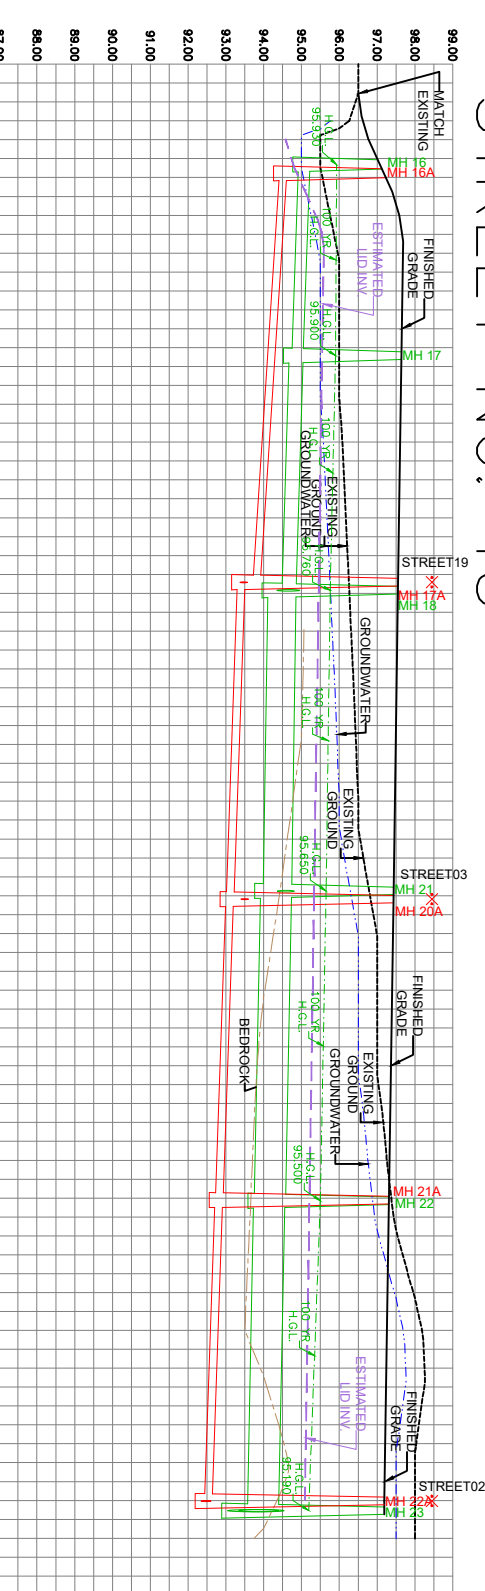 99.00
98.00
97.00
96.00
95.00
94.00
93.00
92.00
91.00
90.00
89.00
88.00
MATCH
EXISTING
MH 16
MH 16A
H.G.L.
95.930
100 YR
H.G.L.
ESTIMATED
LID INV.
FINISHED
GRADE
H.G.L.
95.900
MH 17
100 YR
H.G.L.
EXISTING
GROUND
GROUNDWATER
H.G.L.
95.760
STREET19
MH 17A
MH 18
GROUNDWATER
100 YR
H.G.L.
EXISTING
GROUND
H.G.L.
95.650
STREET03
MH 21
MH 20A
FINISHED
GRADE
100 YR
H.G.L.
BEDROCK
EXISTING
GROUND
GROUNDWATER
H.G.L.
95.500
MH 21A
MH 22
100 YR
H.G.L.
ESTIMATED
LID INV.
FINISHED
GRADE
H.G.L.
95.190
STREET02
MH 22A
MH 23